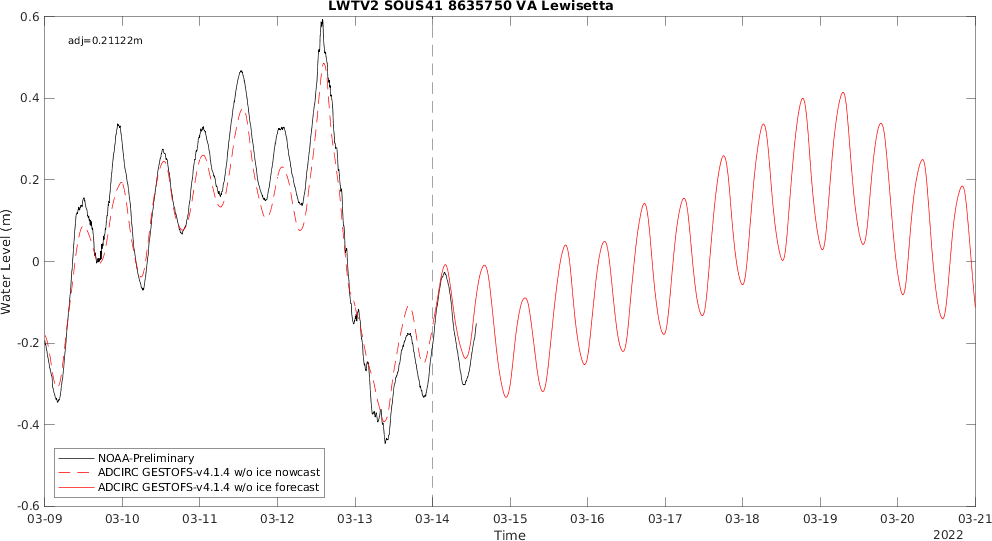 LWTV2 SOUS41 8635750 VA Lewisetta
adj=0.21122m
0.6
0.4
0.2
0
-0.2
-0.4
-0.6
Water Level (m)
NOAA-Preliminary
ADCIRC GESTOFS-v4.1.4 w/o ice nowcast
ADCIRC GESTOFS-v4.1.4 w/o ice forecast
03-09 03-10 03-11 03-12 03-13 03-14 03-15 03-16 03-17 03-18 03-19 03-20 03-21
Time
2022